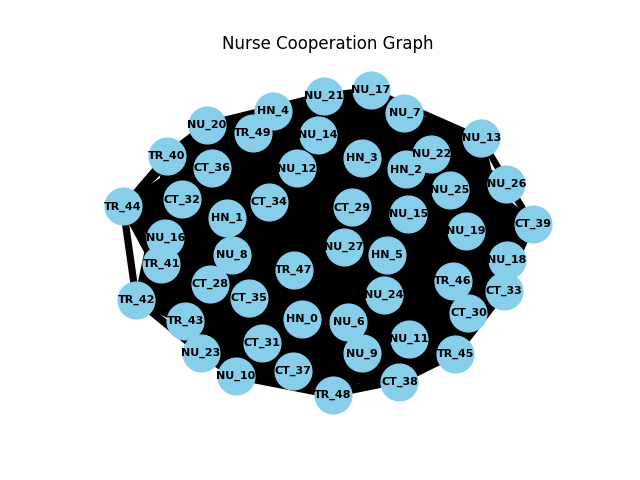 Nurse Cooperation Graph
NU_17
NU_21
HN_4
NU_7
NU_20
TR_49
NU_14
NU_13
TR_40
NU_22
HN_3
CT_36
NU_12
HN_2
NU_26
NU_25
CT_32
CT_34
TR_44
CT_29
NU_15
HN_1
CT_39
NU_19
NU_16
NU_27
NU_8
HN_5
NU_18
TR_41
TR_47
TR_46
CT_28
CT_33
NU_24
CT_35
TR_42
CT_30
HN_0
TR_43
NU_6
NU_11
CT_31
NU_23
NU_9
TR_45
CT_37
NU_10
CT_38
TR_48